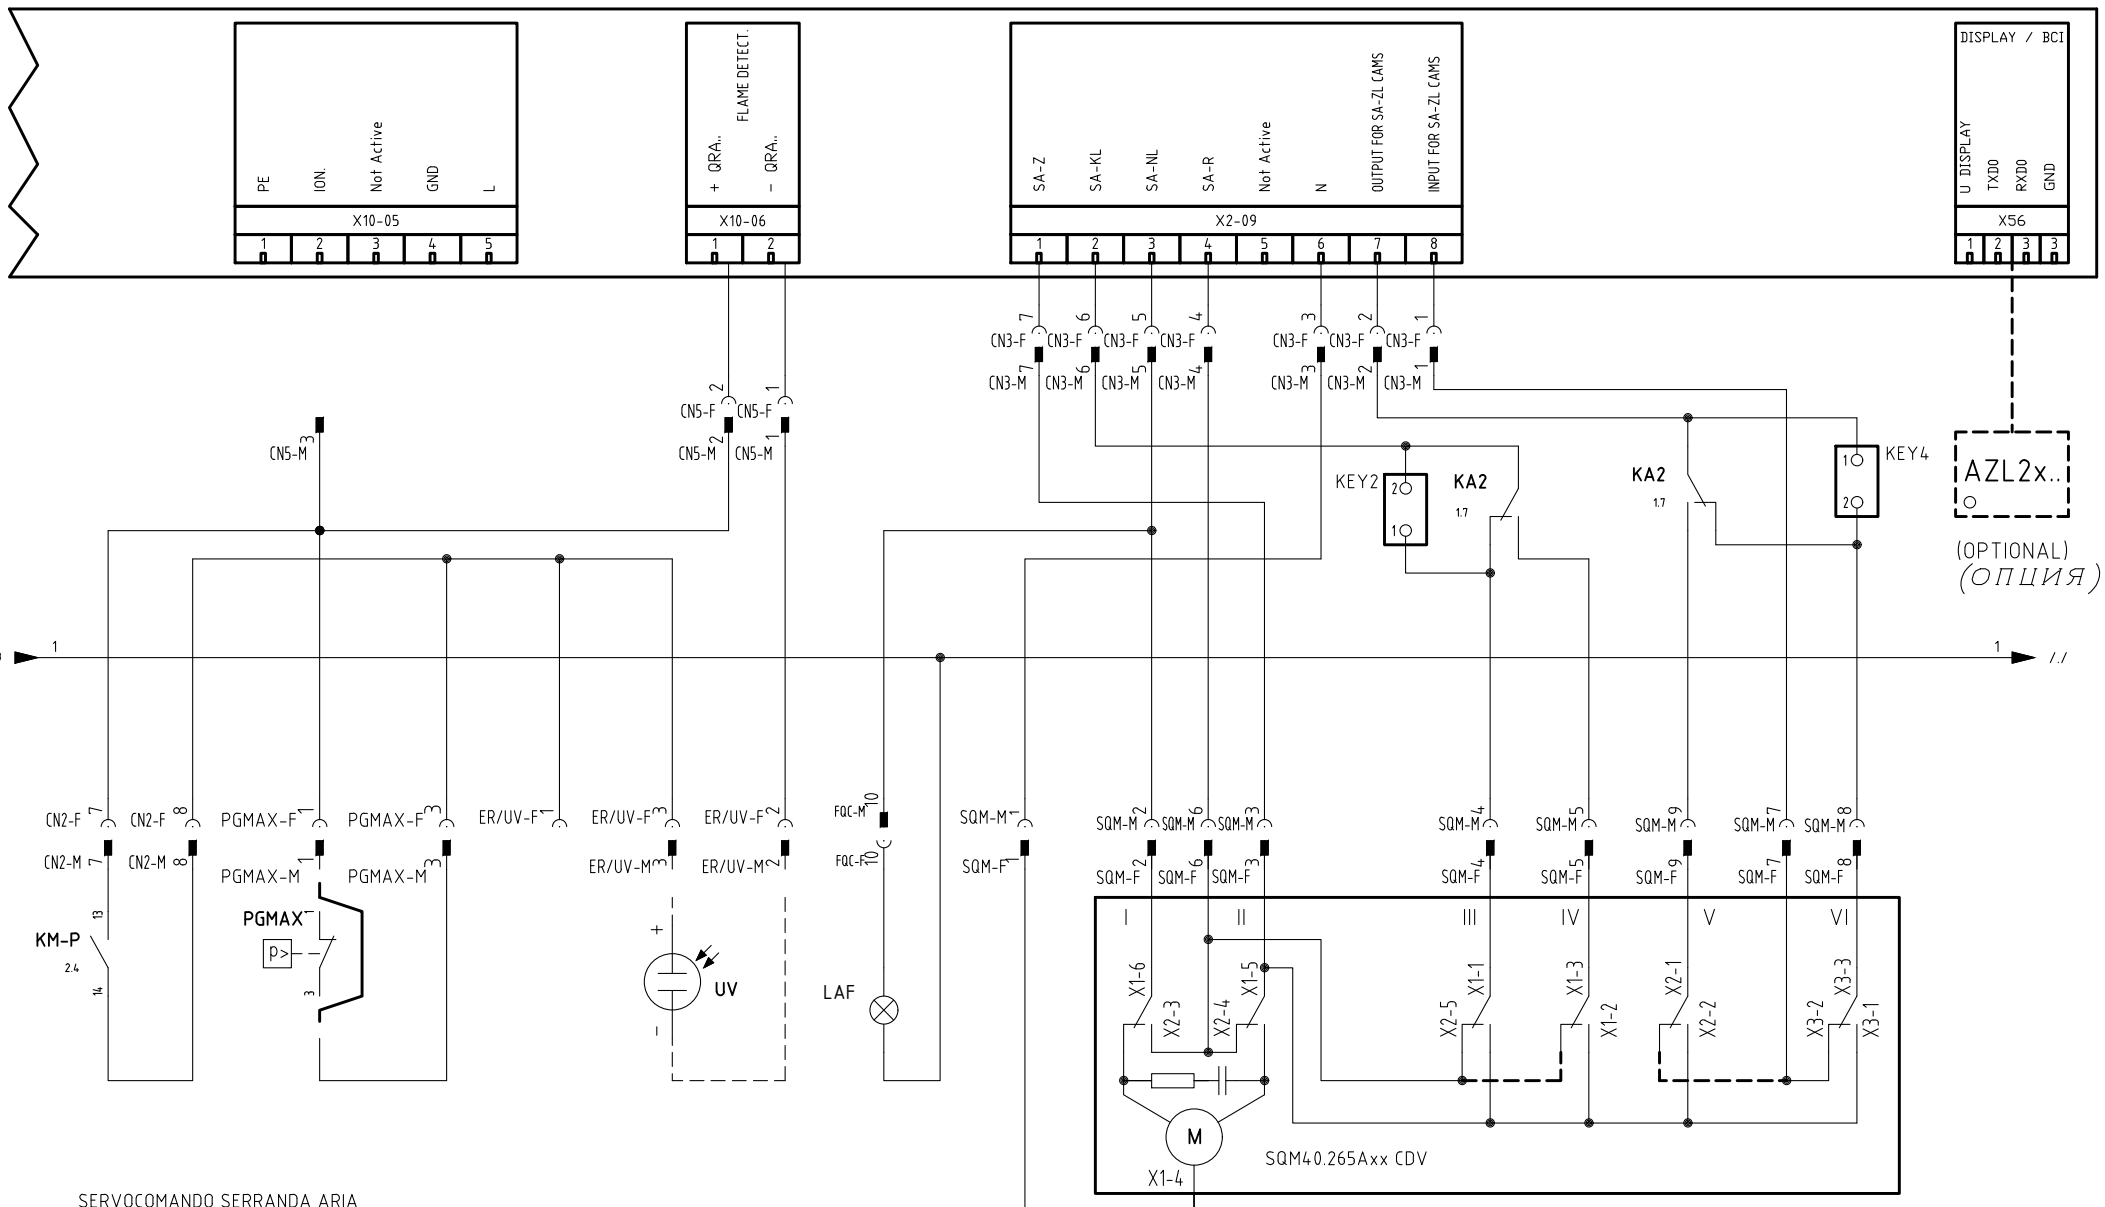 DISPLAY / BCI
PE
ION.
Not Active
GND
L
X10-05
1 2 3 4 5
+ QRA..
FLAME DETECT.
- QRA..
X10-06
1 2
SA-Z
SA-KL
SA-NL
SA-R
Not Active
N
OUTPUT FOR SA-ZL CAMS
INPUT FOR SA-ZL CAMS
X2-09
1 2 3 4 5 6 7 8
U DISPLAY
TXD0
RXD0
GND
X56
1 2 3 3
7 6 5 4 3 2 1
CN3-F CN3-F CN3-F CN3-F CN3-F CN3-F CN3-F
CN3-M 7 CN3-M 6 CN3-M 5 CN3-M 4 CN3-M 3 CN3-M 2 CN3-M 1
2 1
CN5-F CN5-F
CN5-M 2 CN5-M 1
CN5-M 3
KEY2
2
1
KA2
1.7
KA2
1.7
KEY4
1
2
AZL2x..
(OPTIONAL)
(ОПЦИЯ)
1
1
/./
CN2-F 7
CN2-F 8
PGMAX-F 1
PGMAX-F 3
ER/UV-F 1
ER/UV-F 3
ER/UV-F 2
FQC-M 10
SQM-M 1
SQM-M 2
SQM-M 6
SQM-M 3
SQM-M 4
SQM-M 5
SQM-M 9
SQM-M 7
SQM-M 8
CN2-M 7
CN2-M 8
PGMAX-M 1
PGMAX-M 3
ER/UV-M 3
ER/UV-M 2
FQC-F 10
SQM-F 1
SQM-F 2
SQM-F 6
SQM-F 3
SQM-F 4
SQM-F 5
SQM-F 9
SQM-F 7
SQM-F 8
I II III IV V VI
13
KM-P
2.4
14
PGMAX
1
P>
3
+
UV
-
LAF
X1-6
X2-3
X2-4
X1-5
X2-5
X1-1
X1-3
X1-2
X2-1
X2-2
X3-2
X3-3
X3-1
M
X1-4
SQM40.265Axx CDV
SERVOCOMANDO SERRANDA ARIA